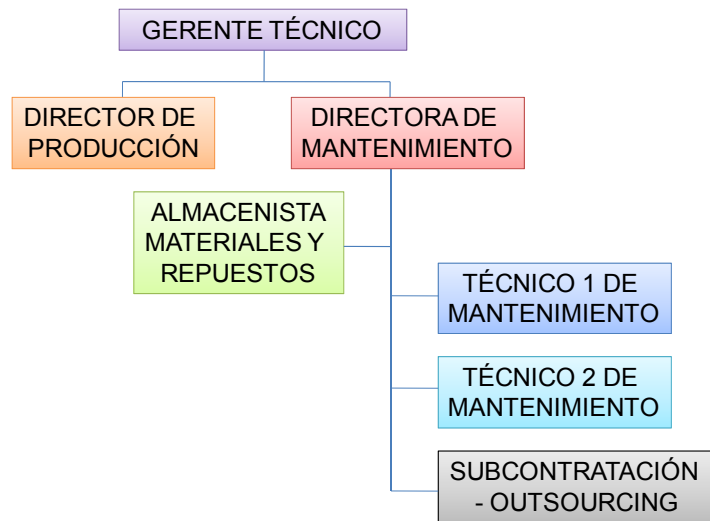 GERENTE TÉCNICO
DIRECTOR DE
PRODUCCIÓN
DIRECTORA DE
MANTENIMIENTO
ALMACENISTA
MATERIALES Y
REPUESTOS
TÉCNICO 1 DE
MANTENIMIENTO
TÉCNICO 2 DE
MANTENIMIENTO
SUBCONTRATACIÓN
- OUTSOURCING